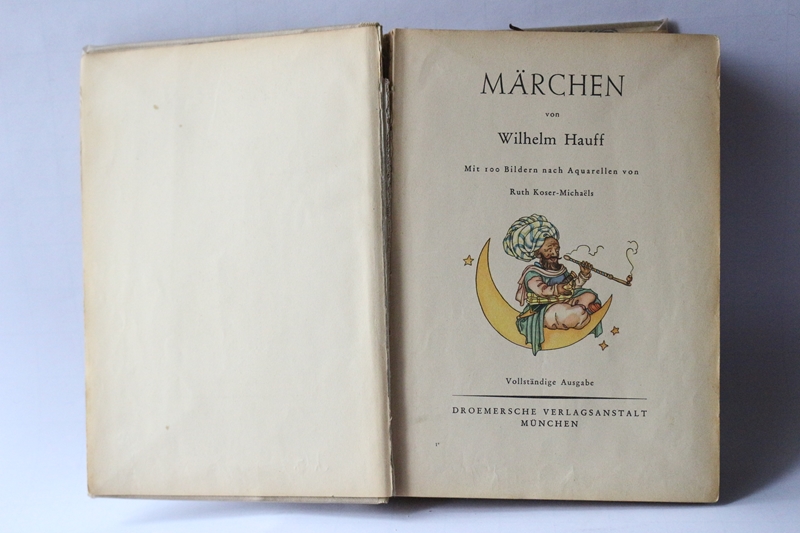 MÄRCHEN
von
Wilhelm Hauff
Mit 100 Bildern nach Aquarellen von
Ruth Koser-Michaëls
Vollständige Ausgabe
DROEMERSCHE VERLAGSANSTALT
MÜNCHEN